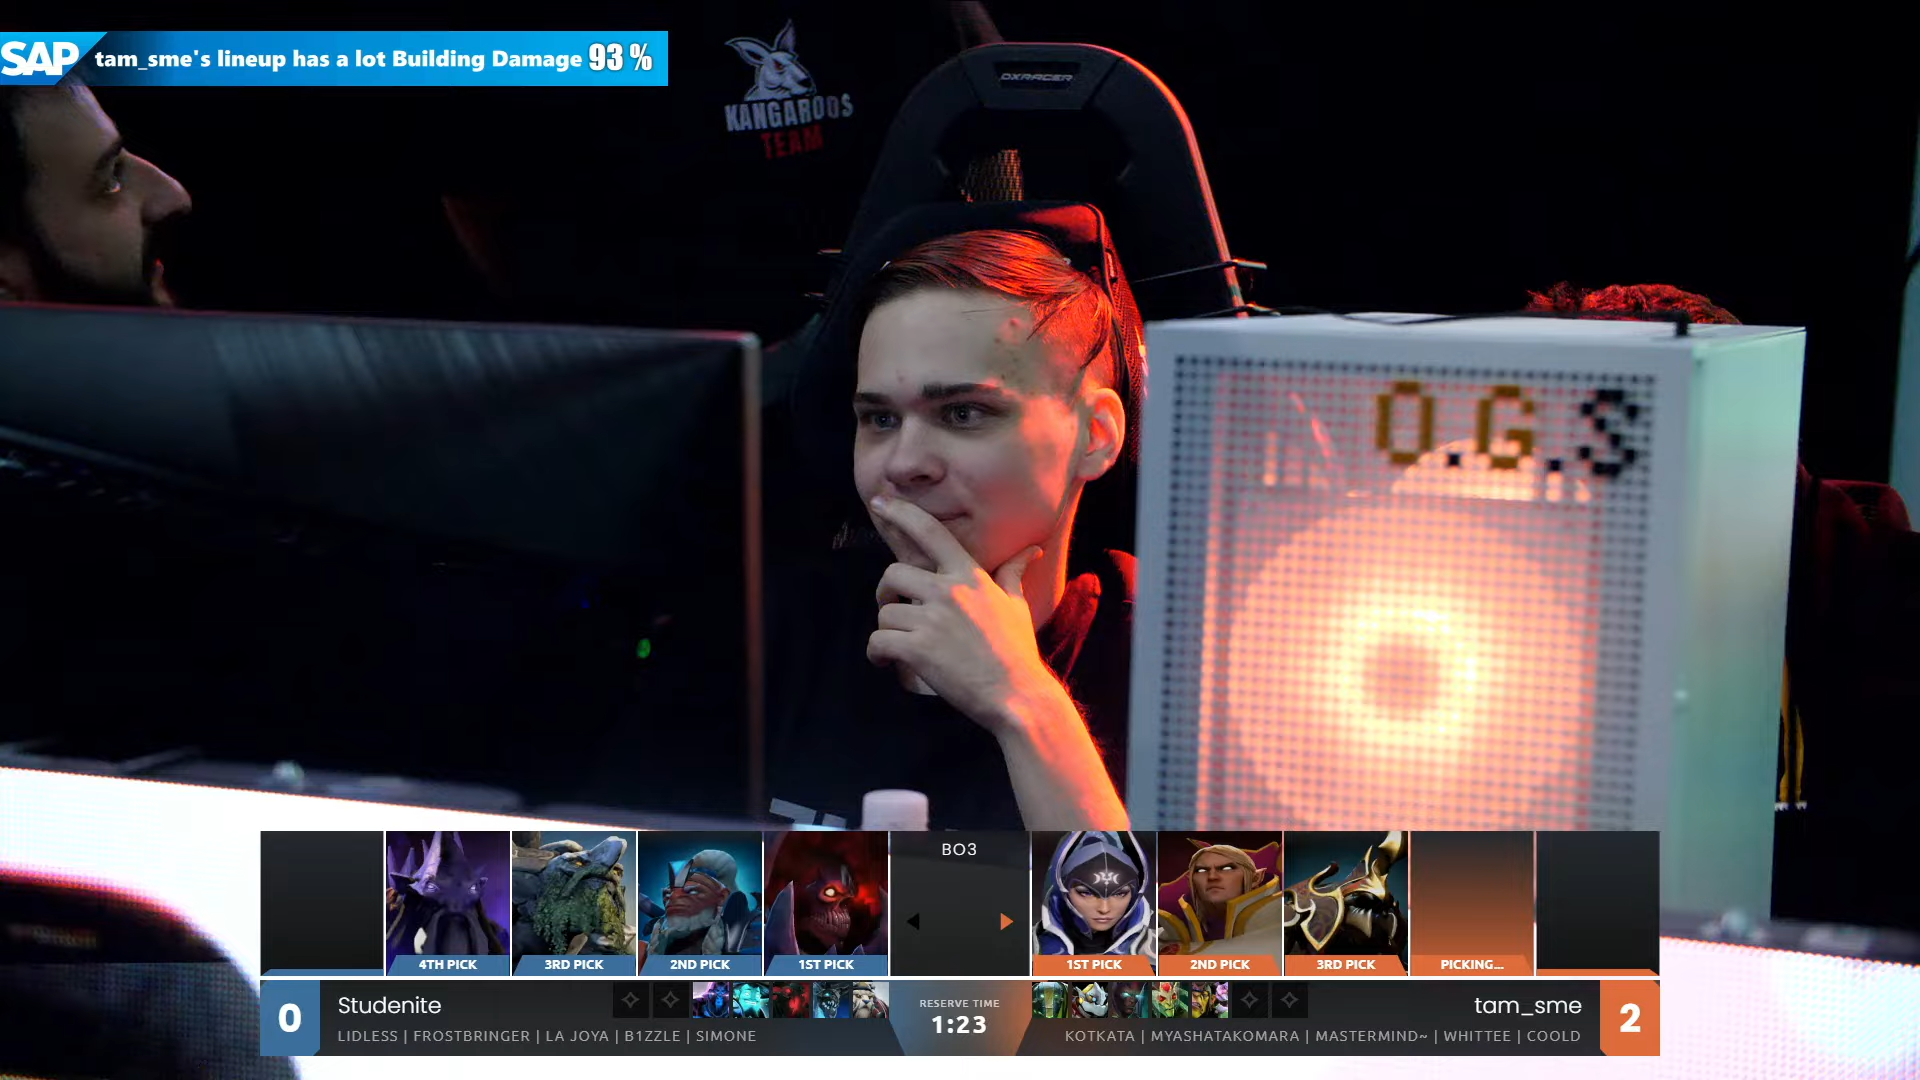 SAP tam_sme's lineup has a lot Building Damage 93 %
DXRACER
KANGAROOS
TEAM
O.G.S
4TH PICK 3RD PICK 2ND PICK 1ST PICK BO3 1ST PICK 2ND PICK 3RD PICK PICKING...
0 Studenite RESERVE TIME tam_sme 2
1:23
LIDLESS | FROSTBRINGER | LA JOYA | B1ZZLE | SIMONE KOTKATA | MYASHATAKOMARA | MASTERMIND~ | WHITTEE | COOLD